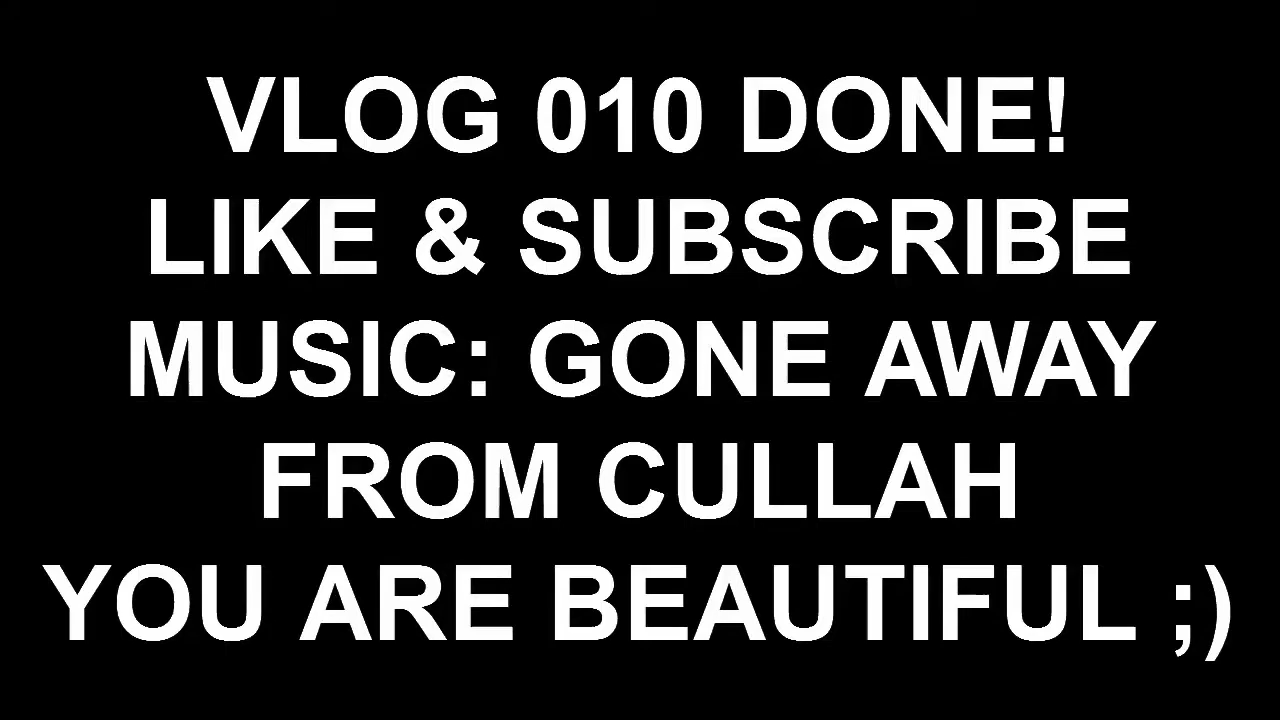 VLOG 010 DONE!
LIKE & SUBSCRIBE
MUSIC: GONE AWAY
FROM CULLAH
YOU ARE BEAUTIFUL ;)